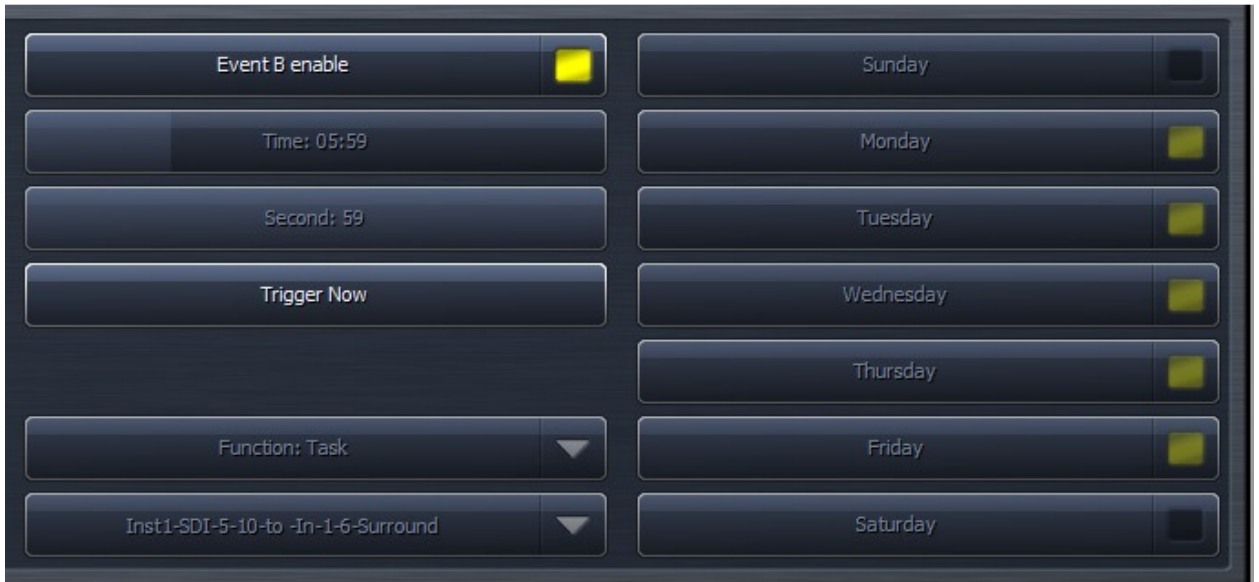 Event B enable
Time: 05:59
Second: 59
Trigger Now
Function: Task
Inst1-SDI-5-10-to -In-1-6-Surround
Sunday
Monday
Tuesday
Wednesday
Thursday
Friday
Saturday